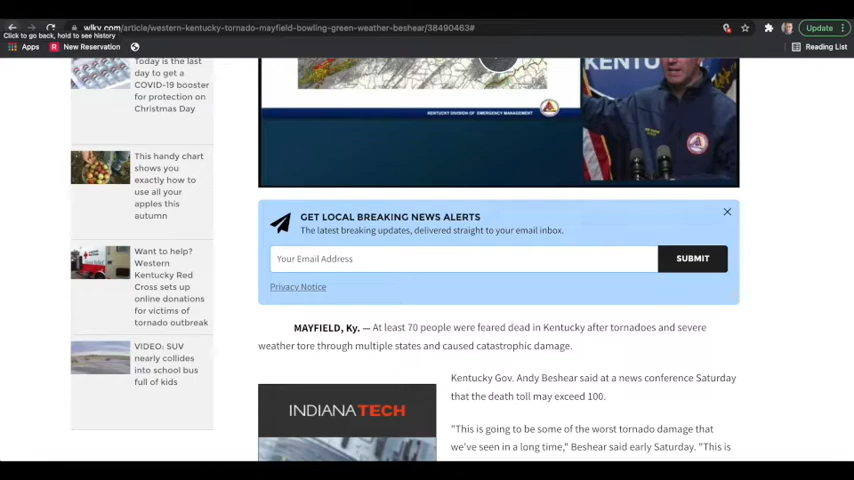 wlky.com/article/western-kentucky-tornado-mayfield-bowling-green-weather-beshear/38490463#
Update
Click to go back, hold to see history
Apps
New Reservation
Reading List
Today is the last
day to get a
COVID-19 booster
for protection on
Christmas Day
This handy chart
shows you
exactly how to
use all your
apples this
autumn
Want to help?
Western
Kentucky Red
Cross sets up
online donations
for victims of
tornado outbreak
VIDEO: SUV
nearly collides
into school bus
full of kids
KENTUCKY DIVISION OF EMERGENCY MANAGEMENT
GET LOCAL BREAKING NEWS ALERTS
The latest breaking updates, delivered straight to your email inbox.
Your Email Address
SUBMIT
Privacy Notice
MAYFIELD, Ky. — At least 70 people were feared dead in Kentucky after tornadoes and severe
weather tore through multiple states and caused catastrophic damage.
Kentucky Gov. Andy Beshear said at a news conference Saturday
that the death toll may exceed 100.
"This is going to be some of the worst tornado damage that
we've seen in a long time," Beshear said early Saturday. "This is
INDIANA TECH